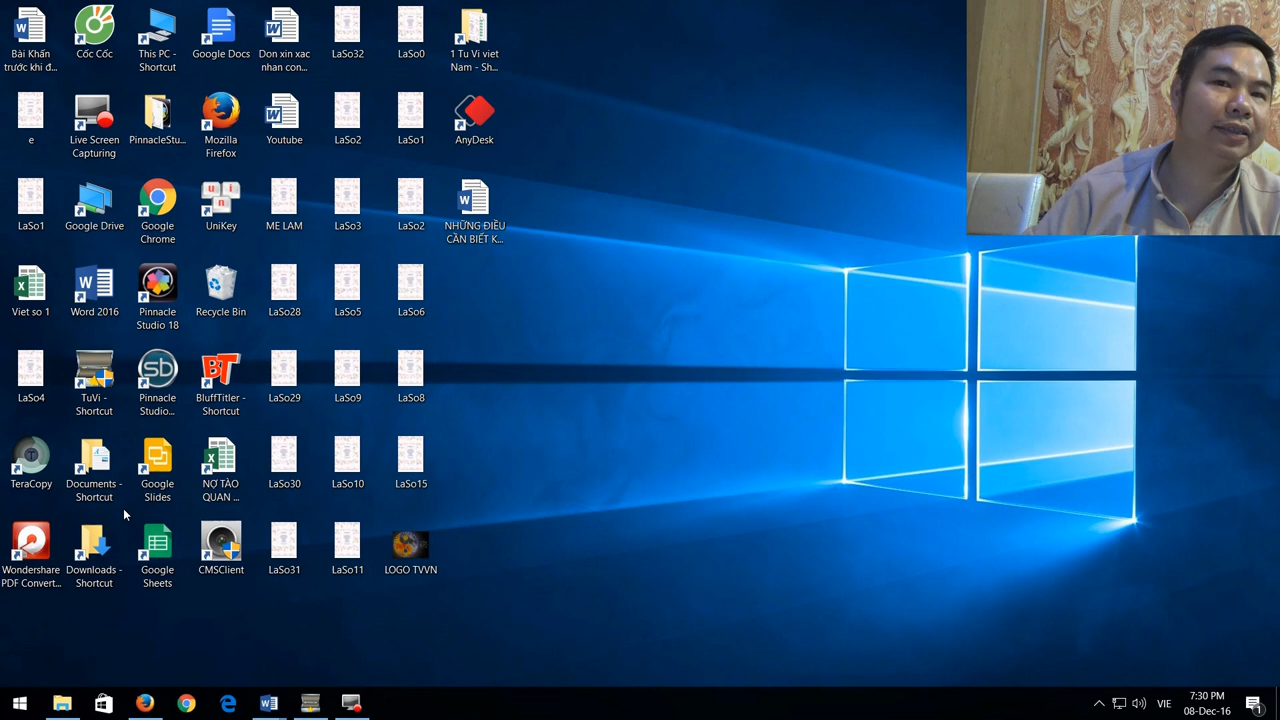 Bài Khấn
trước khi đ...
Cốc Cốc
This PC -
Shortcut
Google Docs
Don xin xac
nhan con...
LaSo32
LaSo0
1 Tu Vi viet
Nam - Sh...
e
Live Screen
Capturing
PinnacleStu...
Mozilla
Firefox
Youtube
LaSo2
LaSo1
AnyDesk
LaSo1
Google Drive
Google
Chrome
UniKey
ME LAM
LaSo3
LaSo2
NHỮNG ĐIỀU
CẦN BIẾT K...
Viet so 1
Word 2016
Pinnacle
Studio 18
Recycle Bin
LaSo28
LaSo5
LaSo6
LaSo4
TuVi -
Shortcut
Pinnacle
Studio...
BluffTitler -
Shortcut
LaSo29
LaSo9
LaSo8
TeraCopy
Documents -
Shortcut
Google
Slides
NỢ TÀO
QUAN ...
LaSo30
LaSo10
LaSo15
Wondershare
PDF Convert...
Downloads -
Shortcut
Google
Sheets
CMSClient
LaSo31
LaSo11
LOGO TVVN
VIE
7:30 PM
08-Dec-16
1